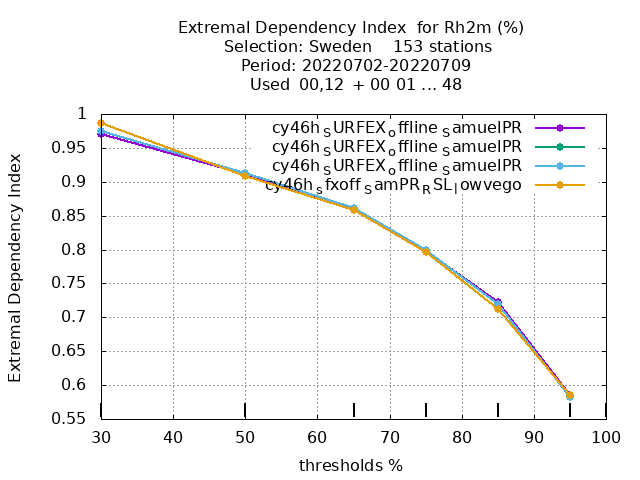 Extremal Dependency Index for Rh2m (%)
Selection: Sweden 153 stations
Period: 20220702-20220709
Used 00,12 + 00 01 ... 48
cy46h_SURFEX_offline_SamuelPR
cy46h_SURFEX_offline_SamuelPR
cy46h_SURFEX_offline_SamuelPR
cy46h_sfxoff_SamPR_RSL_lowvego
1
0.95
0.9
0.85
0.8
0.75
0.7
0.65
0.6
0.55
Extremal Dependency Index
30 40 50 60 70 80 90 100
thresholds %